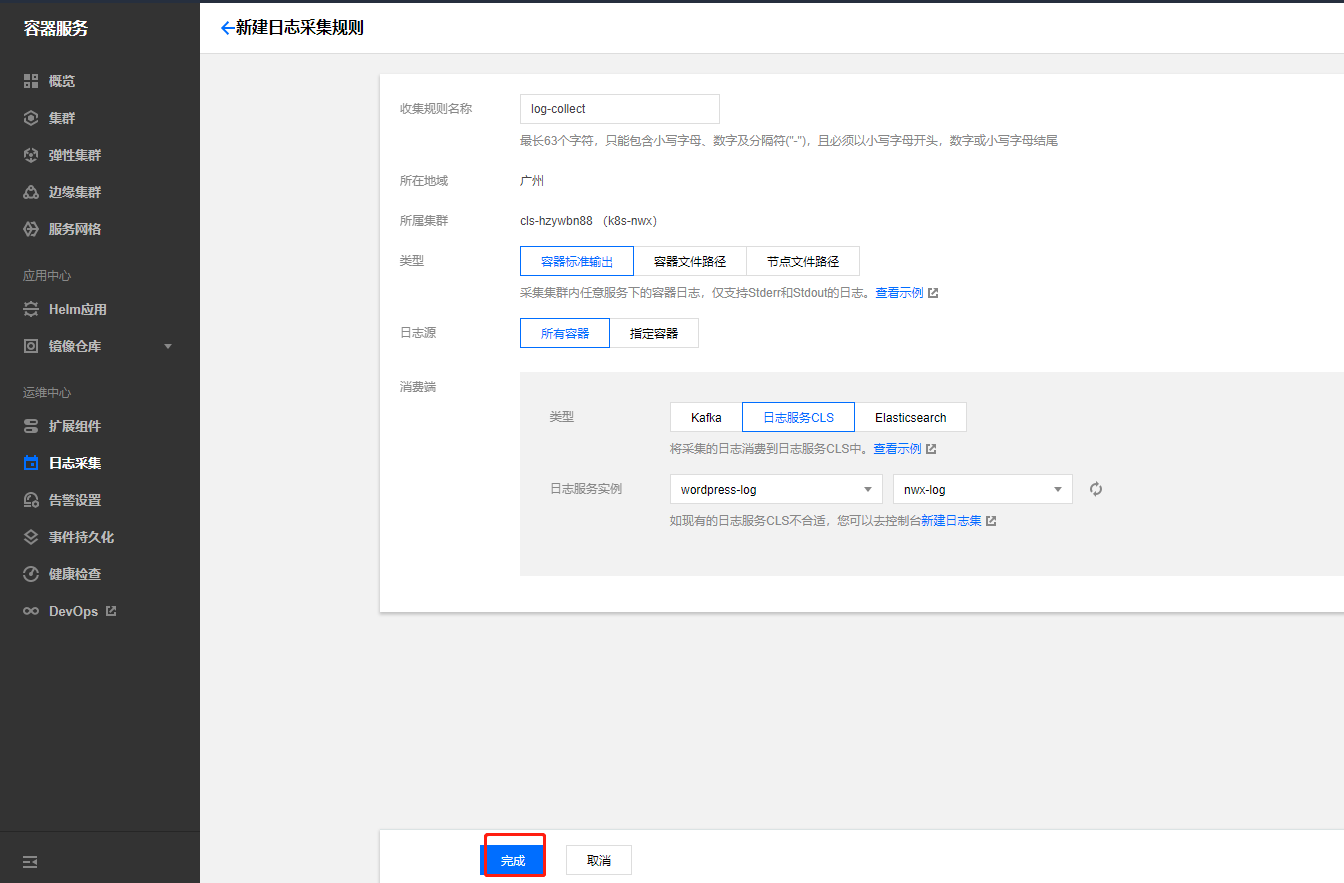 容器服务
概览
集群
弹性集群
边缘集群
服务网格
应用中心
Helm应用
镜像仓库
运维中心
扩展组件
日志采集
告警设置
事件持久化
健康检查
DevOps
新建日志采集规则
收集规则名称 log-collect
最长63个字符，只能包含小写字母、数字及分隔符("-")，且必须以小写字母开头，数字或小写字母结尾
所在地域 广州
所属集群 cls-hzywbn88 （k8s-nwx）
类型 容器标准输出 容器文件路径 节点文件路径
采集集群内任意服务下的容器日志，仅支持Stderr和Stdout的日志。查看示例
日志源 所有容器 指定容器
消费端
类型 Kafka 日志服务CLS Elasticsearch
将采集的日志消费到日志服务CLS中。查看示例
日志服务实例 wordpress-log nwx-log
如现有的日志服务CLS不合适，您可以去控制台新建日志集
完成 取消